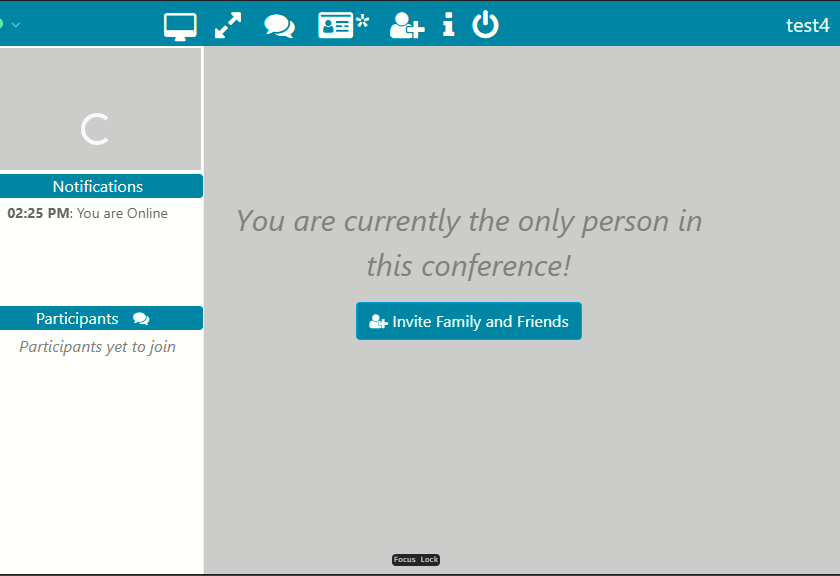 test4
Notifications
02:25 PM: You are Online
Participants
Participants yet to join
You are currently the only person in
this conference!
Invite Family and Friends
Focus Lock